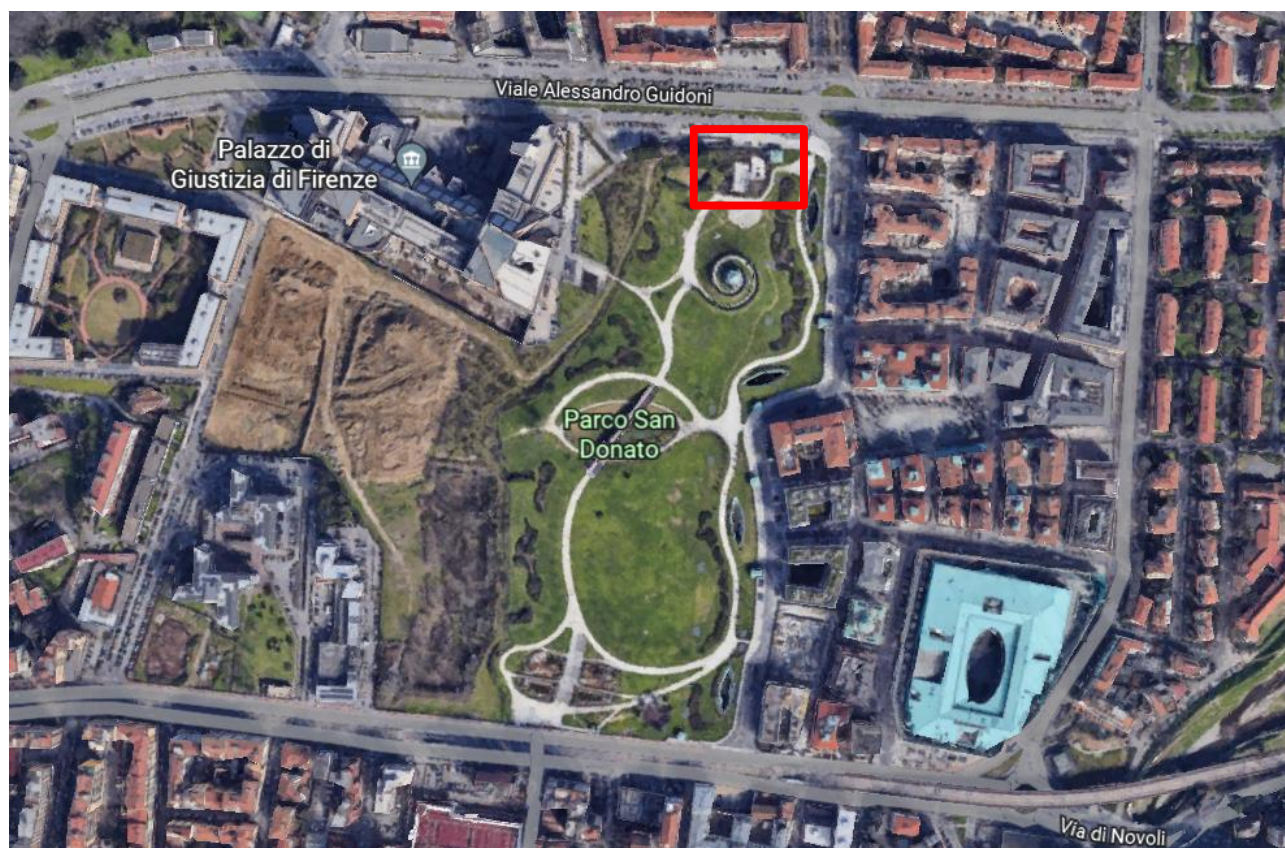 Viale Alessandro Guidoni
Palazzo di
Giustizia di Firenze
Parco San
Donato
Via di Novoli